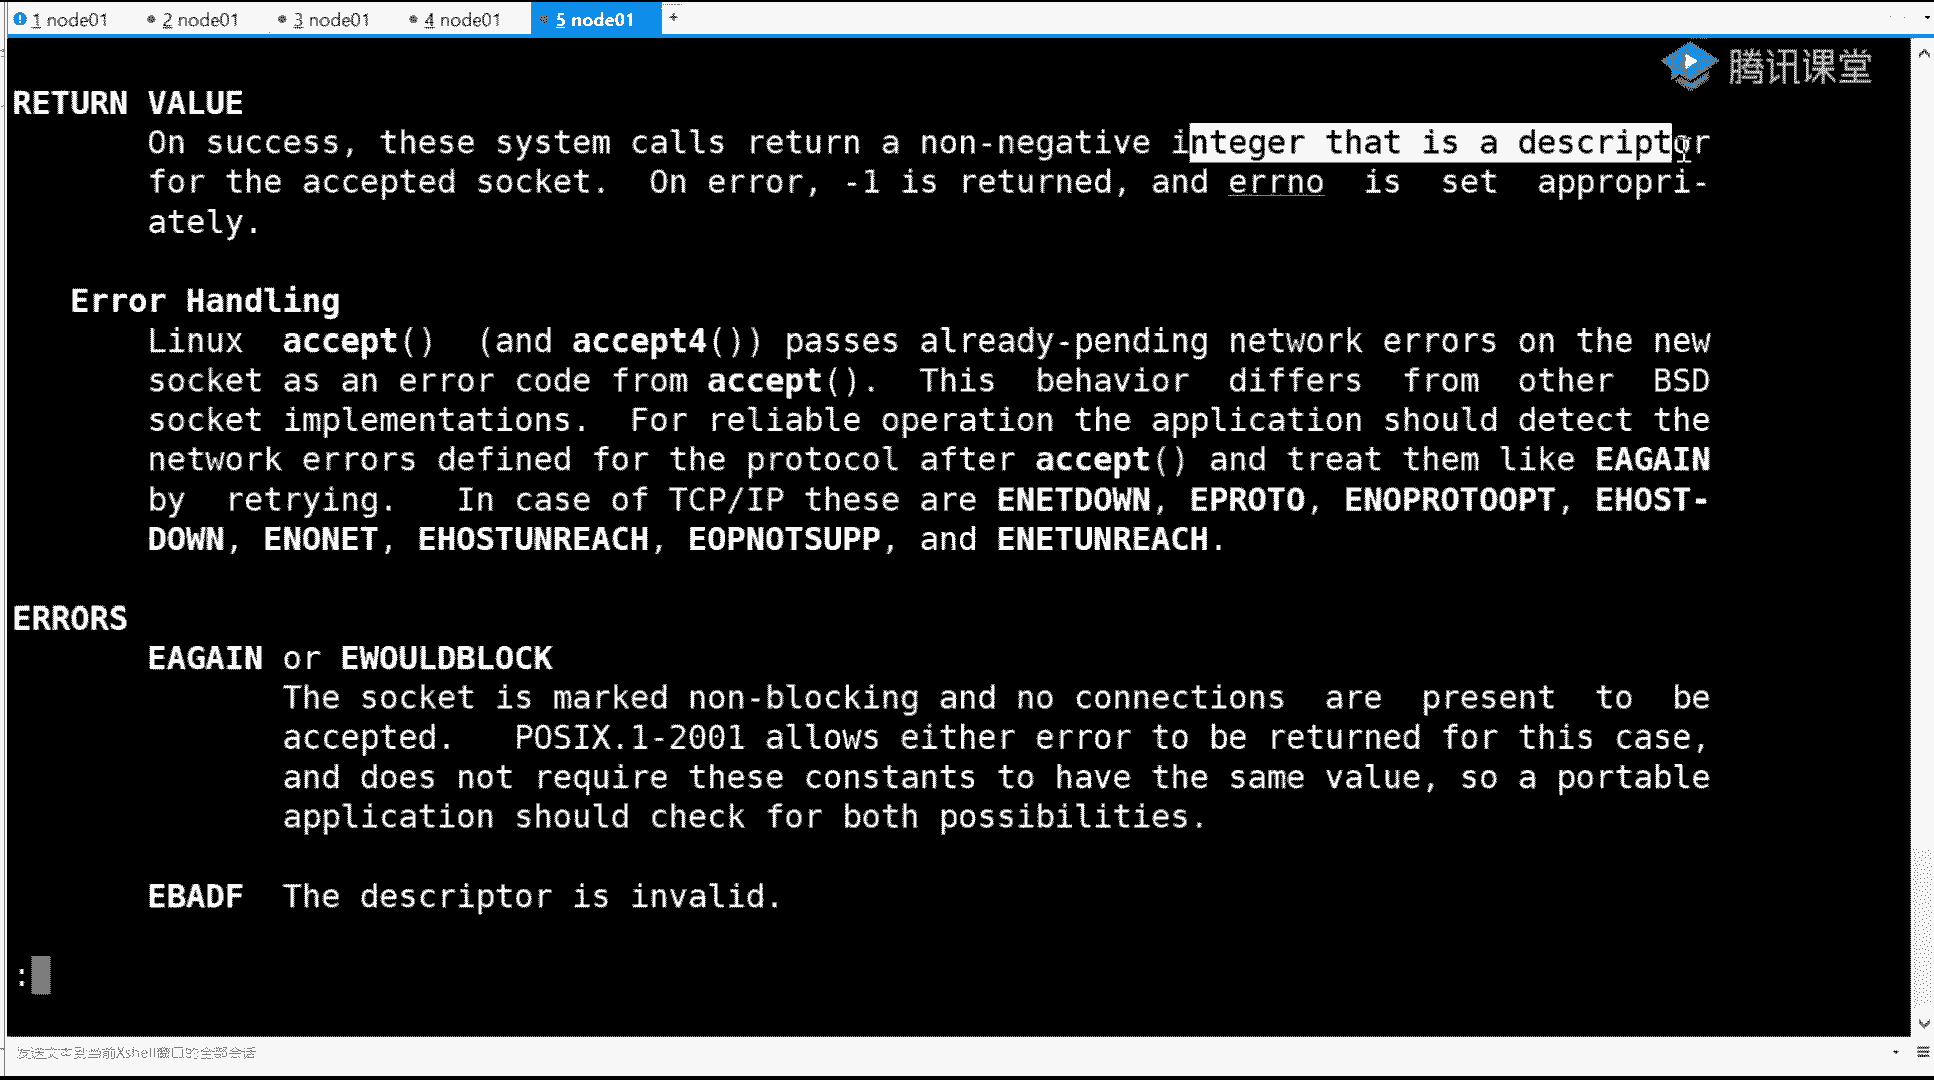 1 node01 2 node01 3 node01 4 node01 5 node01 +
腾讯课堂
RETURN VALUE
On success, these system calls return a non-negative integer that is a descriptor
for the accepted socket. On error, -1 is returned, and errno is set appropri-
ately.
Error Handling
Linux accept() (and accept4()) passes already-pending network errors on the new
socket as an error code from accept(). This behavior differs from other BSD
socket implementations. For reliable operation the application should detect the
network errors defined for the protocol after accept() and treat them like EAGAIN
by retrying. In case of TCP/IP these are ENETDOWN, EPROTO, ENOPROTOOPT, EHOST-
DOWN, ENONET, EHOSTUNREACH, EOPNOTSUPP, and ENETUNREACH.
ERRORS
EAGAIN or EWOULDBLOCK
The socket is marked non-blocking and no connections are present to be
accepted. POSIX.1-2001 allows either error to be returned for this case,
and does not require these constants to have the same value, so a portable
application should check for both possibilities.
EBADF The descriptor is invalid.
:
发送文本到当前Xshell窗口的全部会话